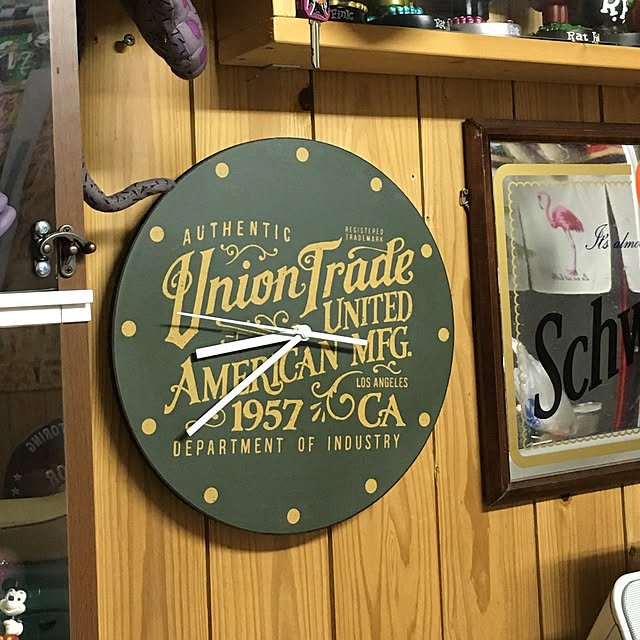 Rat
AUTHENTIC
REGISTERED
TRADEMARK
Union Trade
UNITED
AMERICAN MFG.
LOS ANGELES
1957 CA
DEPARTMENT OF INDUSTRY
It's almo
Schw